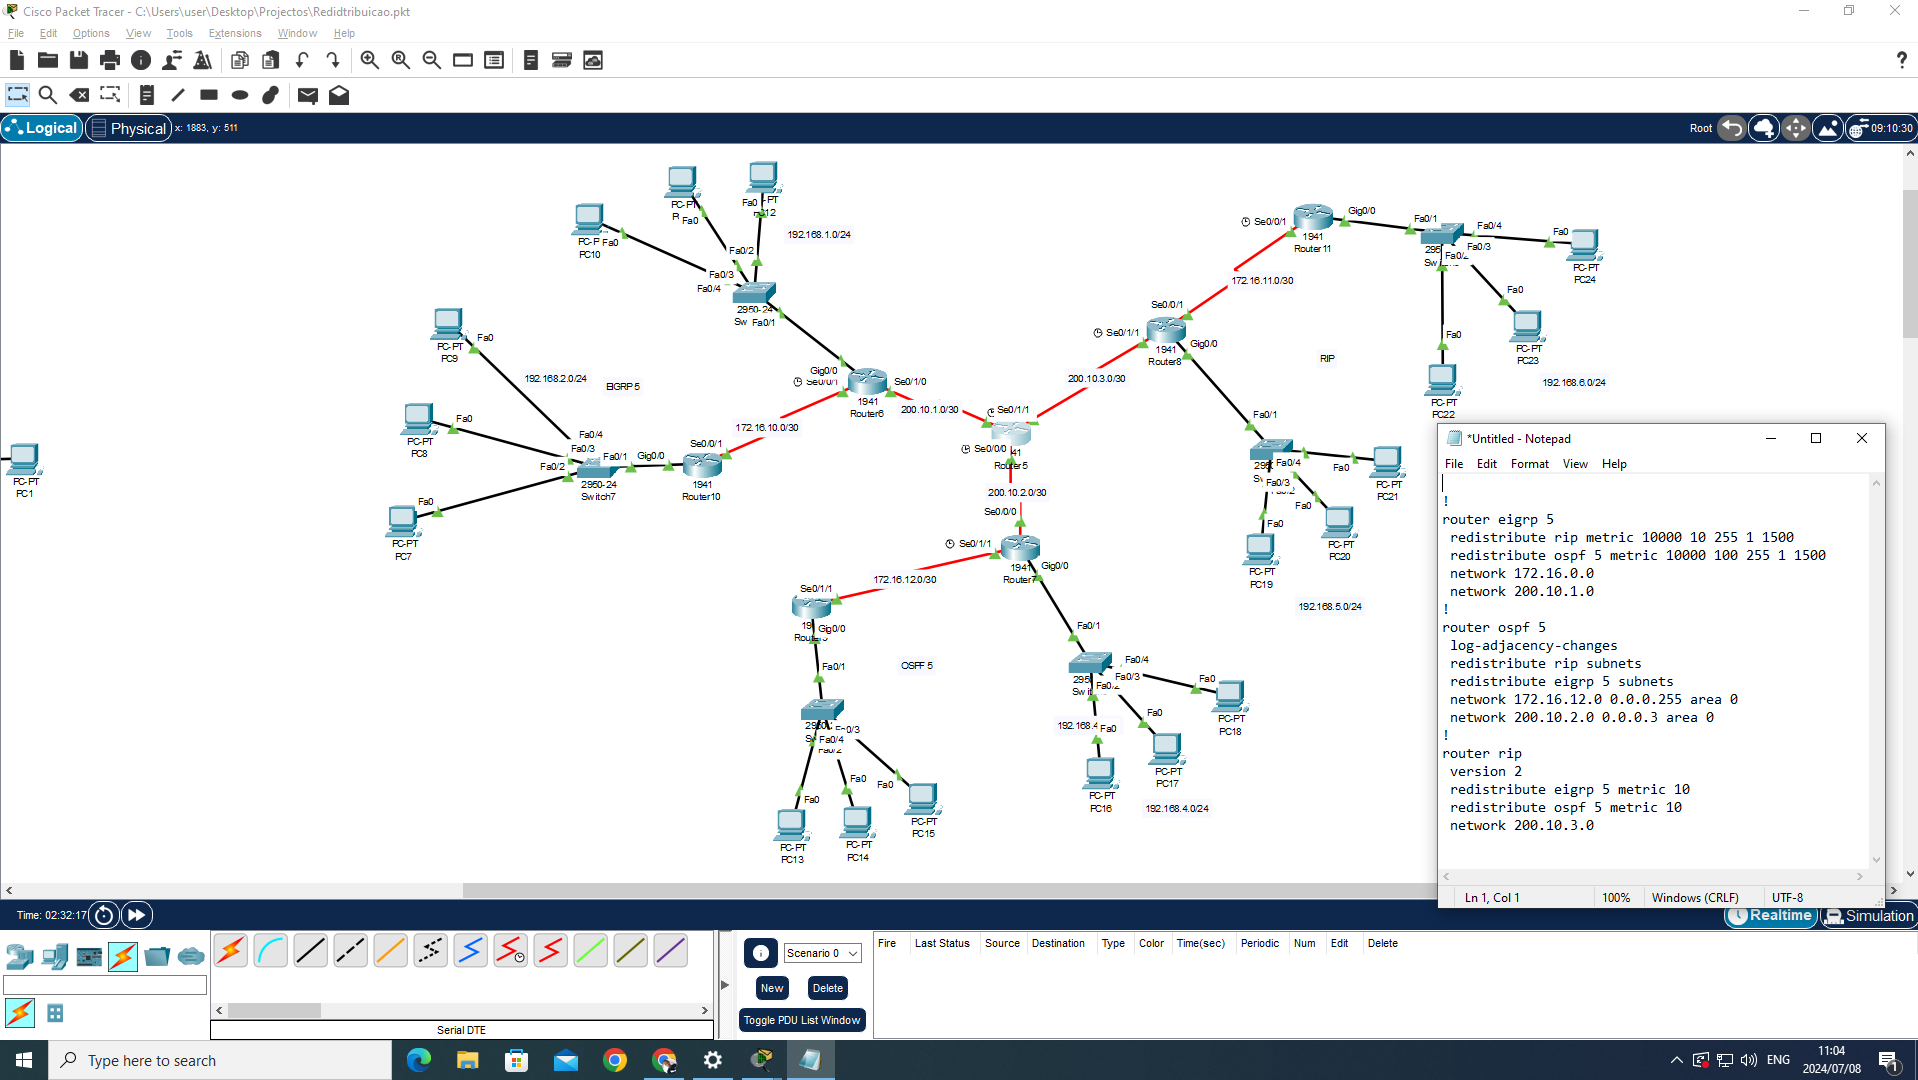 Cisco Packet Tracer - C:\Users\user\Desktop\Projectos\Redidtribuicao.pkt
File Edit Options View Tools Extensions Window Help
Logical Physical x: 1883, y: 511 Root 09:10:30
PC-PT
Fa0
Fa0
PC-PT
Fa0
PC10
192.168.1.0/24
Fa0/2
Fa0/3
Fa0/4
2950-24
Fa0/1
Fa0
PC-PT
PC9
192.168.2.0/24
EIGRP 5
Gig0/0
Se0/0/1
Se0/1/0
1941
Router6
200.10.1.0/30
172.16.10.0/30
Fa0
PC-PT
PC8
Fa0/4
Fa0/3
Fa0/2
Fa0/1
Gig0/0
Se0/0/1
2950-24
Switch7
1941
Router10
Fa0
PC-PT
PC7
PC-PT
PC1
Se0/1/1
Se0/0/0
Router5
200.10.2.0/30
200.10.3.0/30
Se0/0/1
Gig0/0
1941
Router11
172.16.11.0/30
Se0/0/1
Se0/1/1
Gig0/0
1941
Router8
RIP
Fa0/1
Fa0/4
Fa0/3
Fa0
PC-PT
PC24
Fa0
PC-PT
PC23
Fa0
PC-PT
PC22
192.168.6.0/24
Fa0/1
Fa0/4
Fa0/3
Fa0
PC-PT
PC21
Fa0
PC-PT
PC20
Fa0
PC-PT
PC19
192.168.5.0/24
Se0/0/0
Se0/1/1
Gig0/0
1941
172.16.12.0/30
Se0/1/1
Gig0/0
Fa0/1
OSPF 5
Fa0/3
Fa0/4
Fa0/2
Fa0
PC-PT
PC13
Fa0
PC-PT
PC14
Fa0
PC-PT
PC15
Fa0/1
Fa0/4
Fa0/3
Fa0/2
192.168.4
Fa0
PC-PT
PC16
Fa0
PC-PT
PC17
Fa0
PC-PT
PC18
192.168.4.0/24
*Untitled - Notepad
File Edit Format View Help
!
router eigrp 5
redistribute rip metric 10000 10 255 1 1500
redistribute ospf 5 metric 10000 100 255 1 1500
network 172.16.0.0
network 200.10.1.0
!
router ospf 5
log-adjacency-changes
redistribute rip subnets
redistribute eigrp 5 subnets
network 172.16.12.0 0.0.0.255 area 0
network 200.10.2.0 0.0.0.3 area 0
!
router rip
version 2
redistribute eigrp 5 metric 10
redistribute ospf 5 metric 10
network 200.10.3.0
Ln 1, Col 1 100% Windows (CRLF) UTF-8
Time: 02:32:17 Realtime Simulation
Scenario 0
New Delete
Toggle PDU List Window
Fire Last Status Source Destination Type Color Time(sec) Periodic Num Edit Delete
Serial DTE
Type here to search
ENG
11:04
2024/07/08
1